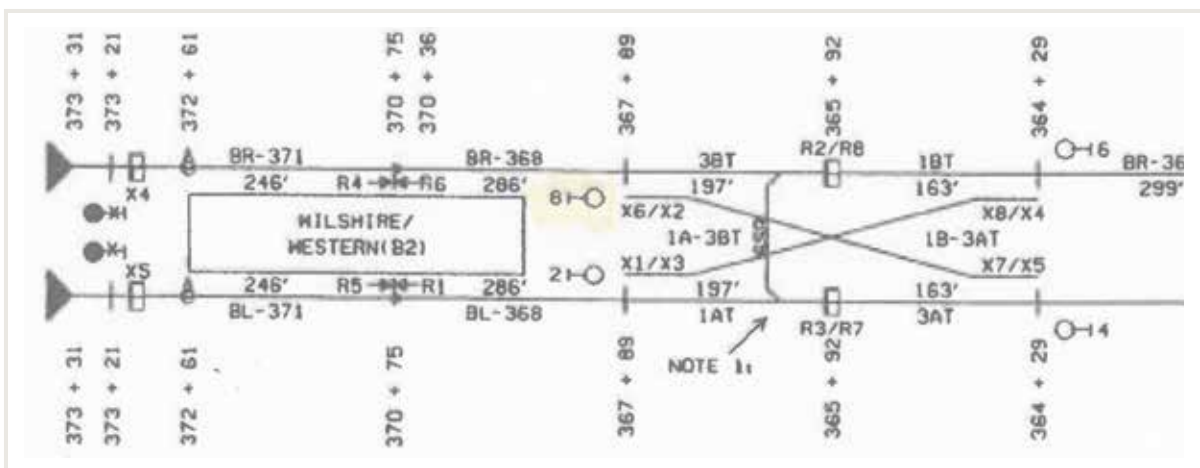 373 + 31
373 + 21
372 + 61
370 + 75
370 + 36
367 + 89
365 + 92
364 + 29
BR-371
BR-368
3BT
R2/R8
1BT
6
X4
246'
R4
R6
286'
8
197'
163'
299'
X6/X2
X8/X4
WILSHIRE/
WESTERN(B2)
1A-3BT
1B-3AT
X1/X3
X7/X5
X5
246'
R5
R1
286'
2
197'
163'
BL-371
BL-368
1AT
R3/R7
3AT
4
NOTE 1:
373 + 31
373 + 21
372 + 61
370 + 75
367 + 89
365 + 92
364 + 29